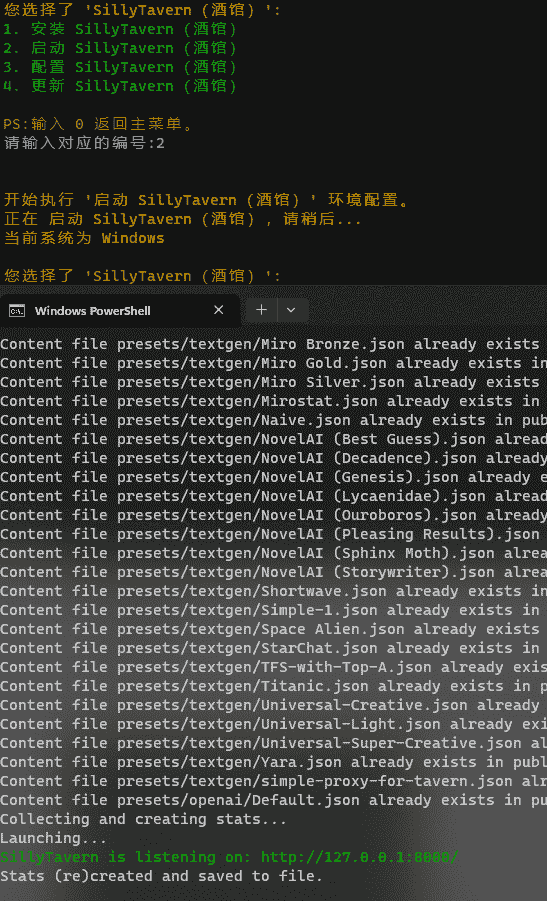 您选择了 'SillyTavern (酒馆) ':
1. 安装 SillyTavern (酒馆)
2. 启动 SillyTavern (酒馆)
3. 配置 SillyTavern (酒馆)
4. 更新 SillyTavern (酒馆)
PS:输入 0 返回主菜单。
请输入对应的编号:2
开始执行 '启动 SillyTavern (酒馆) ' 环境配置。
正在 启动 SillyTavern (酒馆) , 请稍后...
当前系统为 Windows
您选择了 'SillyTavern (酒馆) ':
Windows PowerShell
Content file presets/textgen/Miro Bronze.json already exists
Content file presets/textgen/Miro Gold.json already exists in
Content file presets/textgen/Miro Silver.json already exists
Content file presets/textgen/Mirostat.json already exists in
Content file presets/textgen/Naive.json already exists in pub
Content file presets/textgen/NovelAI (Best Guess).json alread
Content file presets/textgen/NovelAI (Decadence).json already
Content file presets/textgen/NovelAI (Genesis).json already e
Content file presets/textgen/NovelAI (Lycaenidae).json alread
Content file presets/textgen/NovelAI (Ouroboros).json already
Content file presets/textgen/NovelAI (Pleasing Results).json
Content file presets/textgen/NovelAI (Sphinx Moth).json alrea
Content file presets/textgen/NovelAI (Storywriter).json alrea
Content file presets/textgen/Shortwave.json already exists in
Content file presets/textgen/Simple-1.json already exists in
Content file presets/textgen/Space Alien.json already exists
Content file presets/textgen/StarChat.json already exists in
Content file presets/textgen/TFS-with-Top-A.json already exis
Content file presets/textgen/Titanic.json already exists in p
Content file presets/textgen/Universal-Creative.json already
Content file presets/textgen/Universal-Light.json already exi
Content file presets/textgen/Universal-Super-Creative.json al
Content file presets/textgen/Yara.json already exists in publ
Content file presets/textgen/simple-proxy-for-tavern.json alr
Content file presets/openai/Default.json already exists in pu
Collecting and creating stats...
Launching...
SillyTavern is listening on: http://127.0.0.1:8000/
Stats (re)created and saved to file.